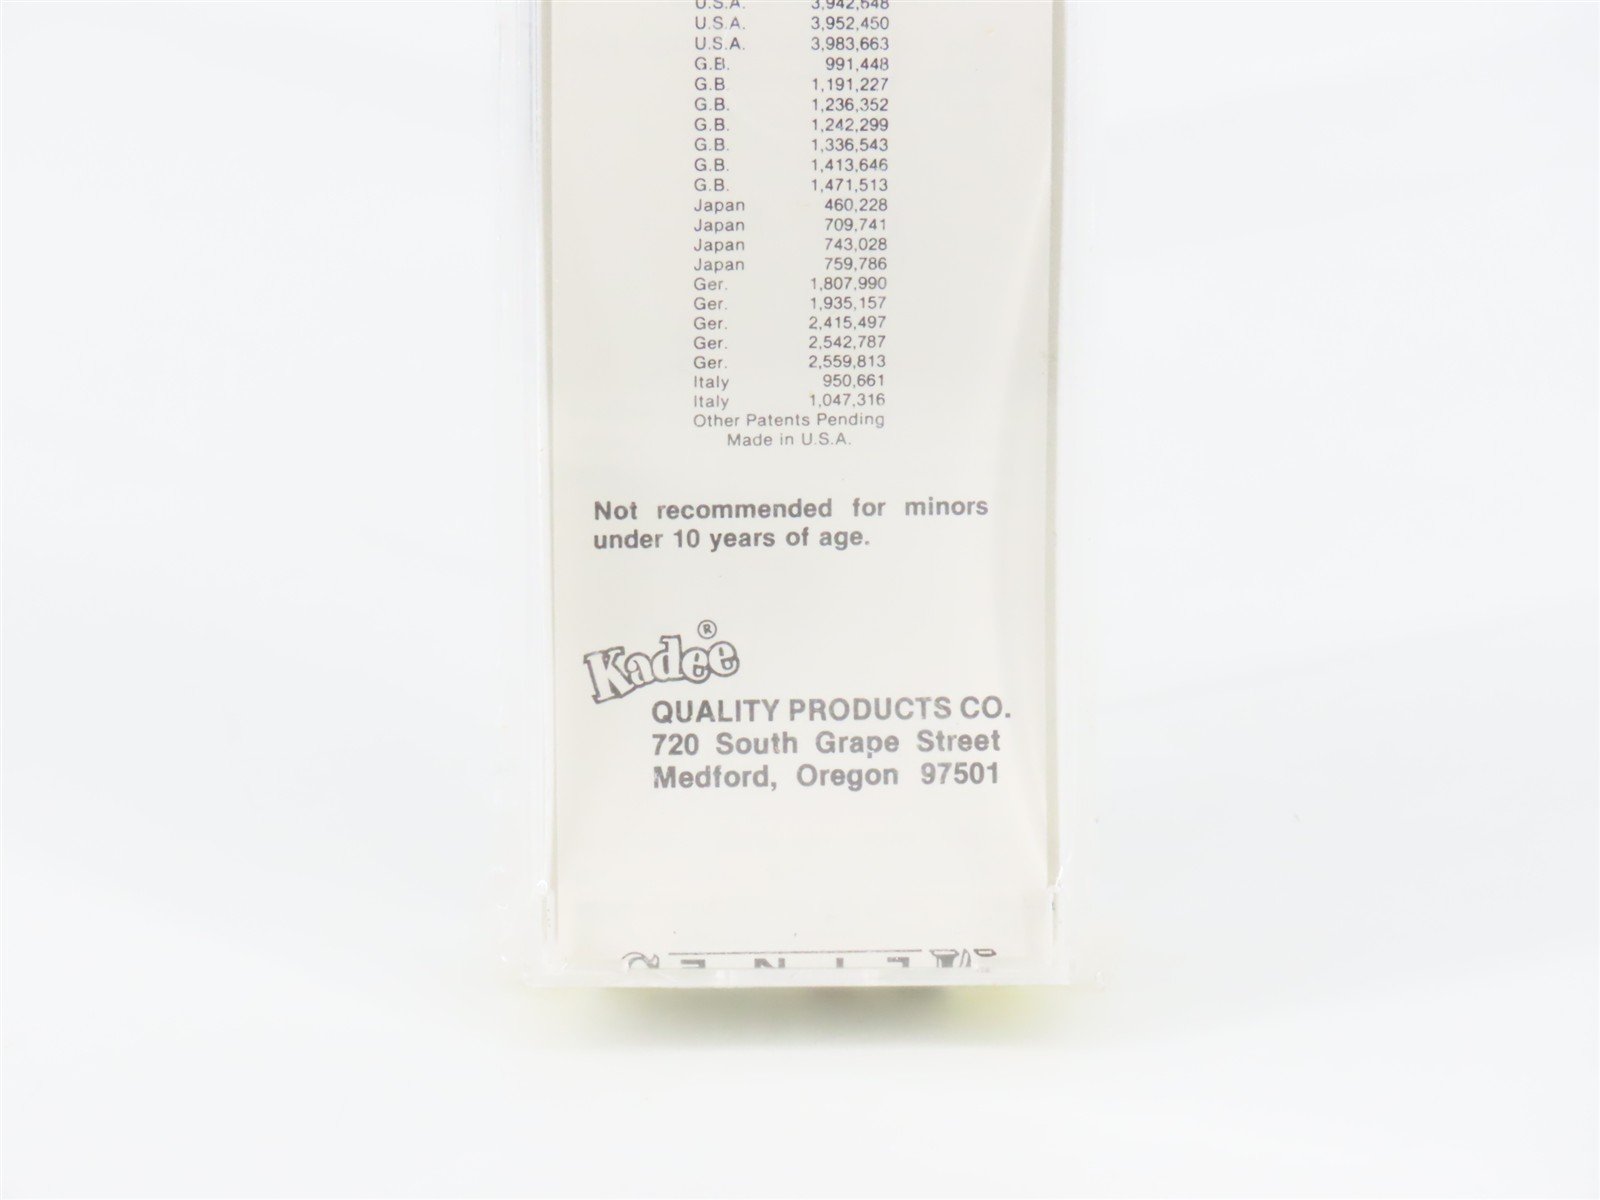 U.S.A. 3,942,648
U.S.A. 3,952,450
U.S.A. 3,983,663
G.B. 991,448
G.B 1,191,227
G.B. 1,236,352
G.B. 1,242,299
G.B. 1,336,543
G.B. 1,413,646
G.B. 1,471,513
Japan 460,228
Japan 709,741
Japan 743,028
Japan 759,786
Ger. 1,807,990
Ger. 1,935,157
Ger. 2,415,497
Ger. 2,542,787
Ger. 2,559,813
Italy 950,661
Italy 1,047,316
Other Patents Pending
Made in U.S.A.
Not recommended for minors
under 10 years of age.
Kadee®
QUALITY PRODUCTS CO.
720 South Grape Street
Medford, Oregon 97501